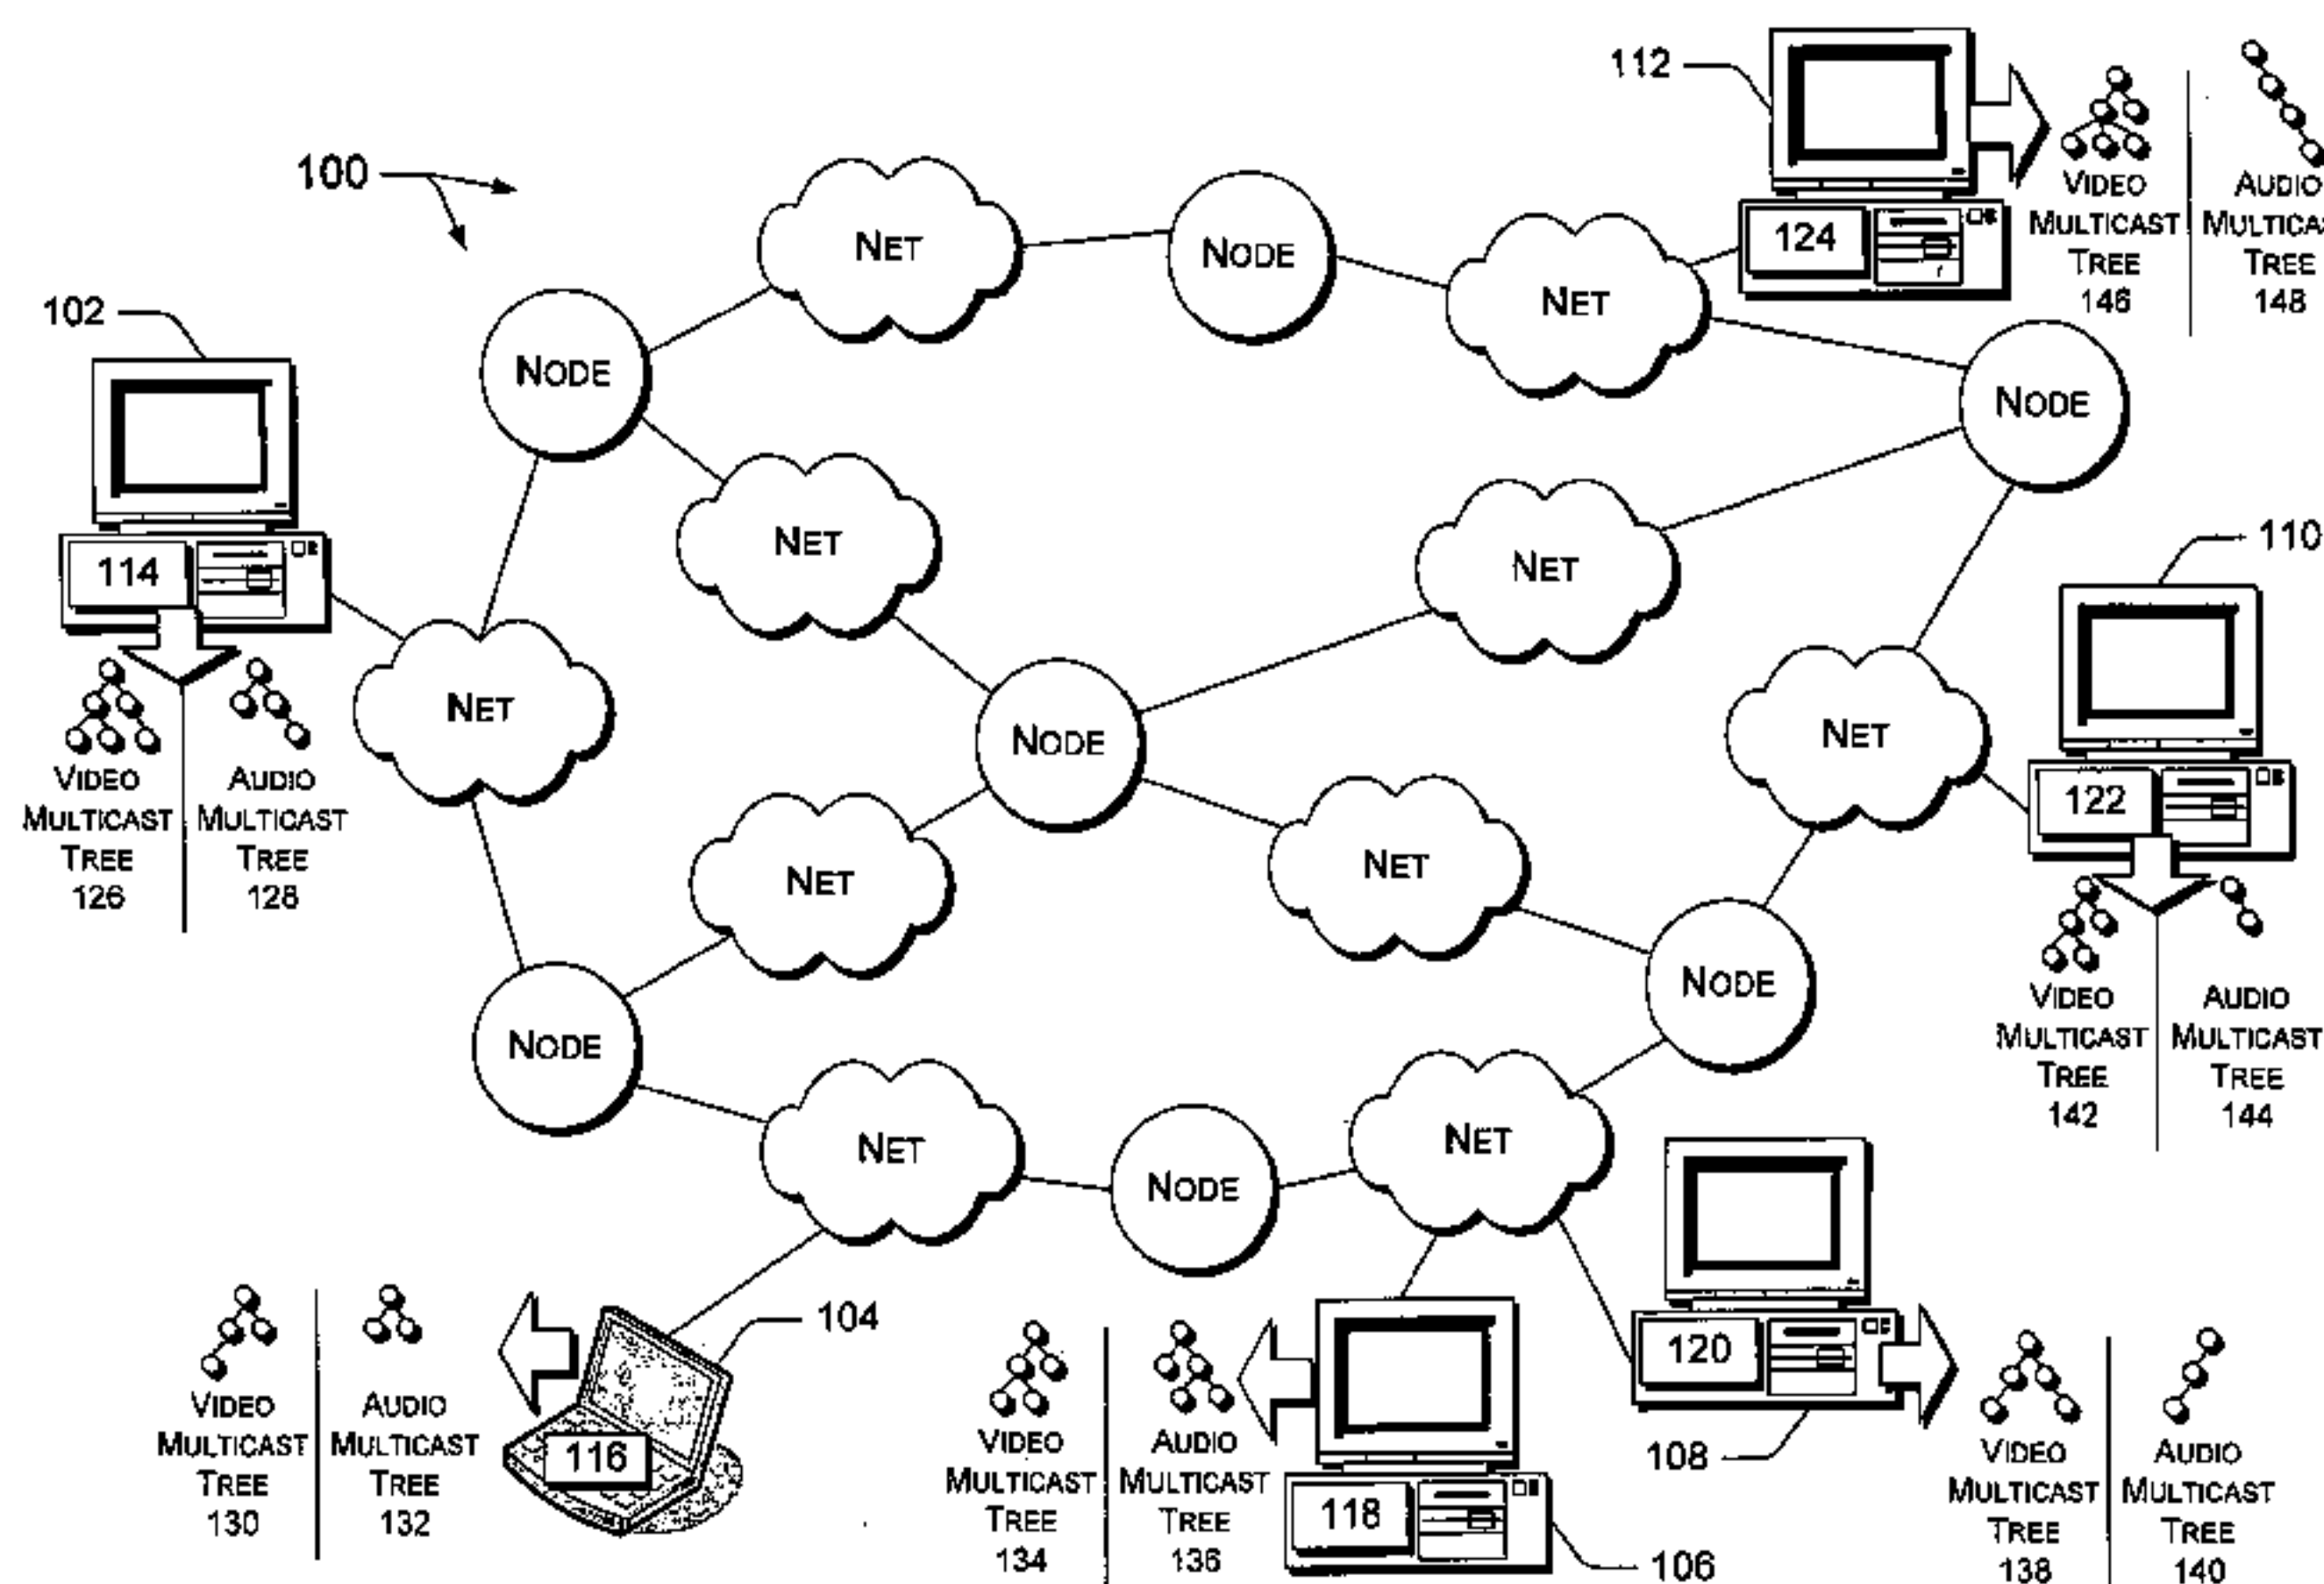 112
100
NET
NODE
124
VIDEO
MULTICAST
TREE
146
AUDIO
TREE
148
NET
102
NODE
NODE
114
NET
NET
110
VIDEO
MULTICAST
TREE
126
AUDIO
MULTICAST
TREE
128
NET
NODE
NET
122
NET
NET
NODE
VIDEO
MULTICAST
TREE
142
AUDIO
MULTICAST
TREE
144
NODE
NET
NODE
NET
104
116
VIDEO
MULTICAST
TREE
130
AUDIO
MULTICAST
TREE
132
118
106
VIDEO
MULTICAST
TREE
134
AUDIO
MULTICAST
TREE
136
120
108
VIDEO
MULTICAST
TREE
138
AUDIO
MULTICAST
TREE
140